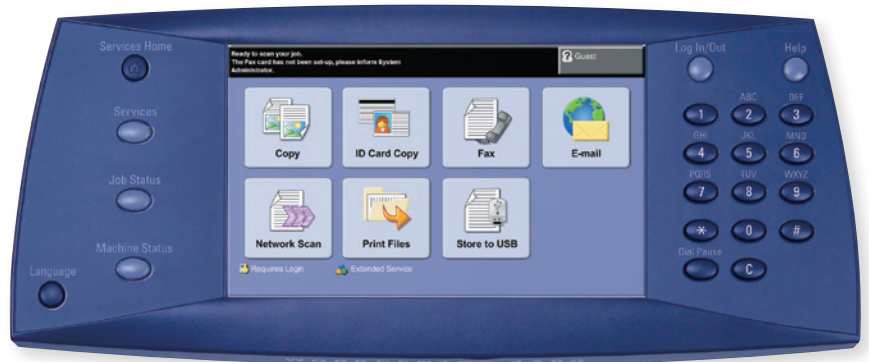 Services Home
Services
Job Status
Machine Status
Language
Ready to scan your job.
The Fax card has not been set-up, please inform System
Administrator.
? Guest
Copy
ID Card Copy
Fax
E-mail
Network Scan
Print Files
Store to USB
Requires Login
Extended Service
Log In/Out
Help
ABC
DEF
1
2
3
GHI
JKL
MNO
4
5
6
PQRS
TUV
WXYZ
7
8
9
*
0
#
Dial Pause
C